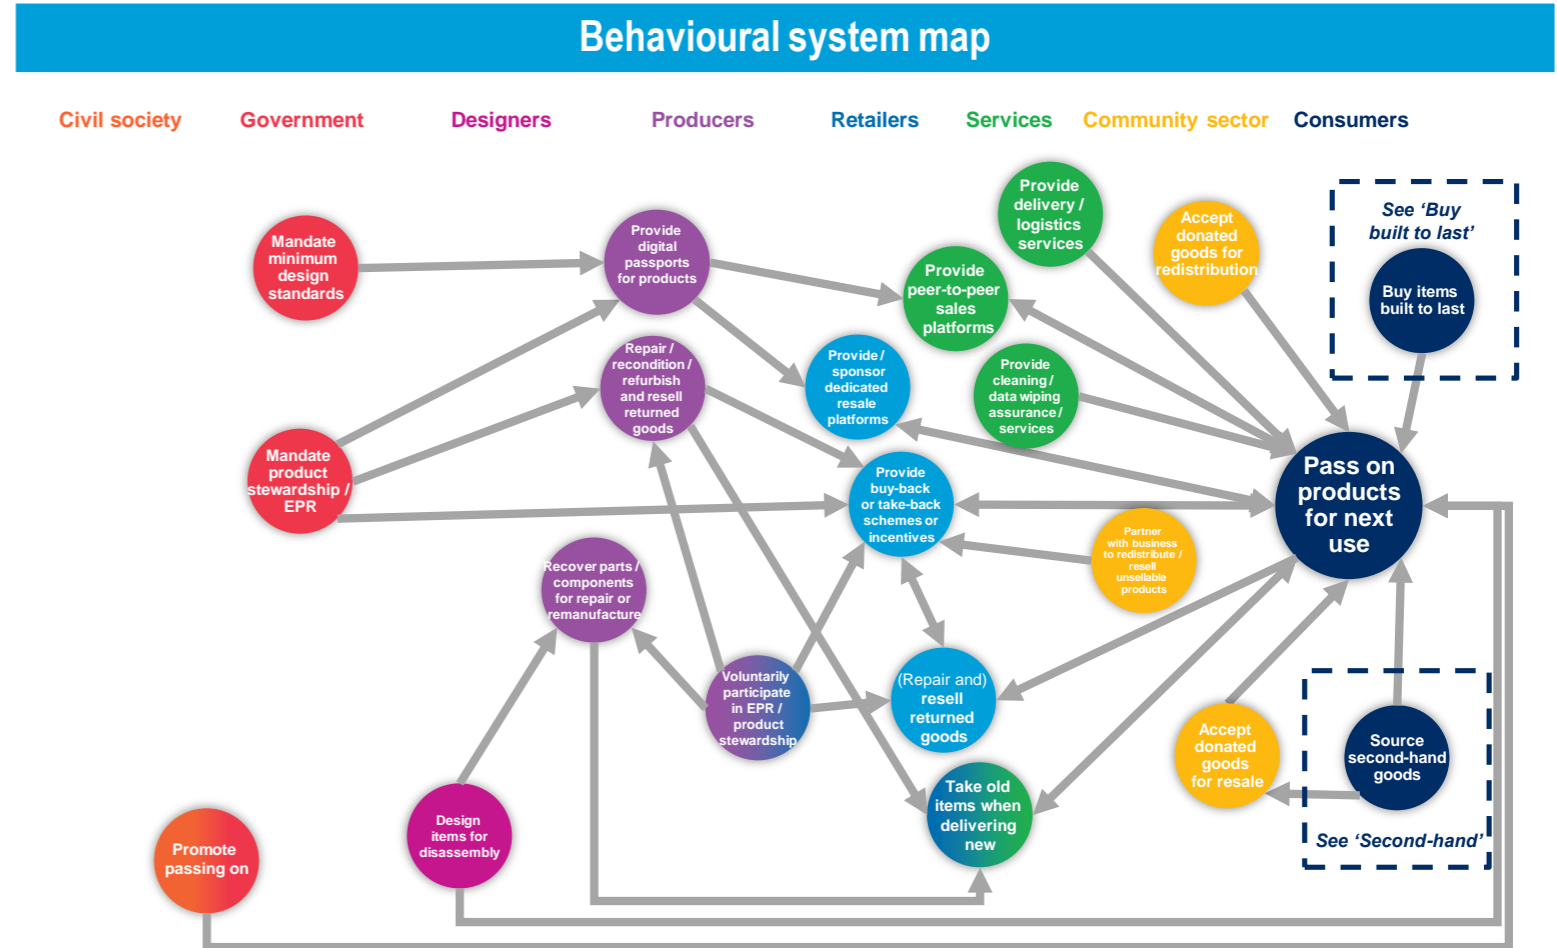 Behavioural system map
Civil society
Government
Designers
Producers
Retailers
Services
Community sector
Consumers
Mandate
minimum
design
standards
Provide
digital
passports
for products
Provide
delivery /
logistics
services
Provide
peer-to-peer
sales
platforms
Accept
donated
goods for
redistribution
See ‘Buy
built to last’
Buy items
built to last
Repair /
recondition /
refurbish
and resell
returned
goods
Provide /
sponsor
dedicated
resale
platforms
Provide
cleaning /
data wiping
assurance /
services
Mandate
product
stewardship /
EPR
Provide
buy-back
or take-back
schemes or
incentives
Pass on
products
for next
use
Partner
with business
to redistribute /
resell
unsellable
products
Recover parts /
components
for repair or
remanufacture
Voluntarily
participate
in EPR /
product
stewardship
(Repair and)
resell
returned
goods
Accept
donated
goods
for resale
Source
second-hand
goods
See ‘Second-hand’
Take old
items when
delivering
new
Design
items for
disassembly
Promote
passing on